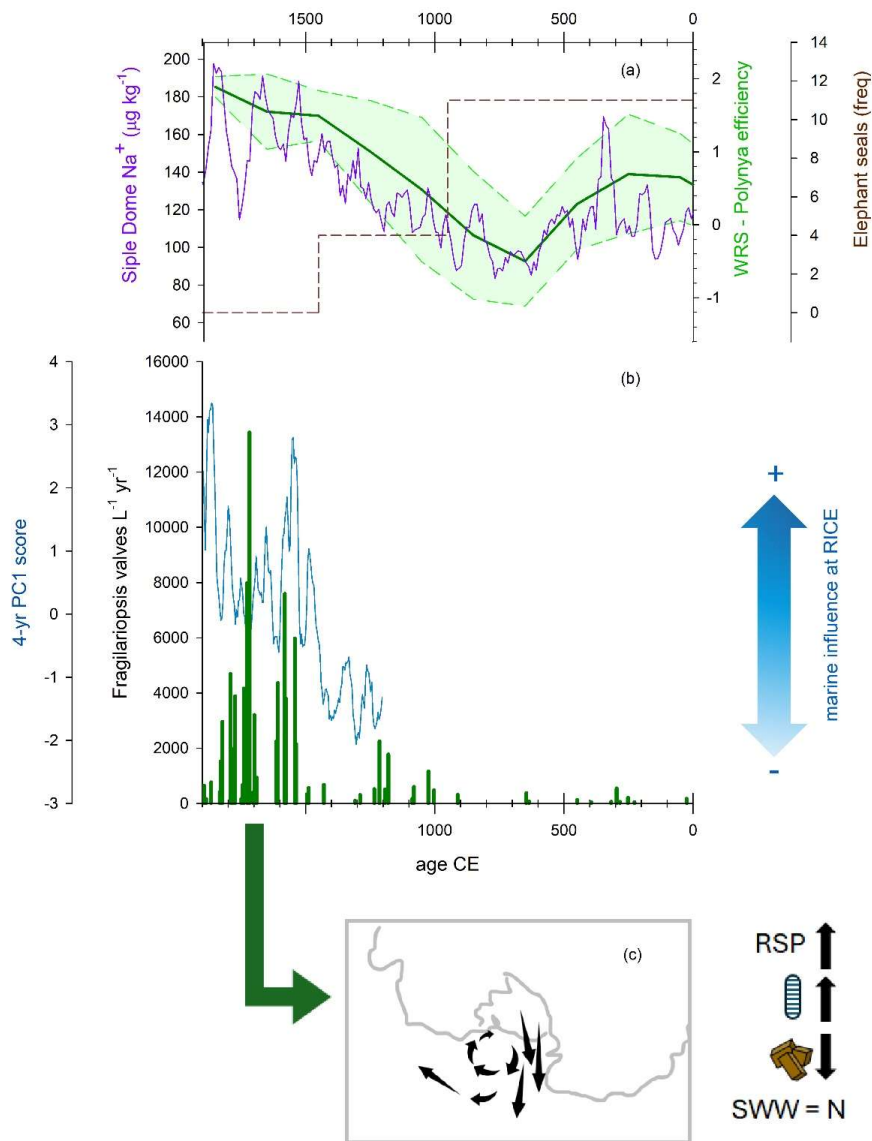 1500 1000 500 0
(a)
Siple Dome Na+ (µg kg-1)
200
180
160
140
120
100
80
60
2
1
0
-1
WRS - Polynya efficiency
14
12
10
8
6
4
2
0
Elephant seals (freq)
(b)
4-yr PC1 score
4
3
2
1
0
-1
-2
-3
Fragilariopsis valves L-1 yr-1
16000
14000
12000
10000
8000
6000
4000
2000
0
1500 1000 500 0
age CE
+
marine influence at RICE
-
(c)
RSP
SWW = N